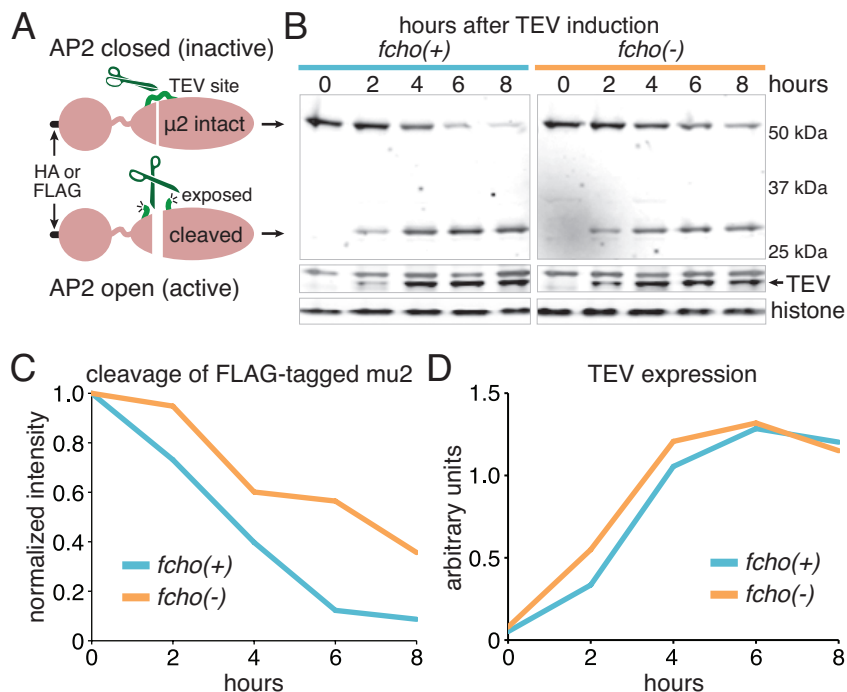 A
AP2 closed (inactive)
TEV site
μ2 intact
HA or
FLAG
exposed
cleaved
AP2 open (active)
B
hours after TEV induction
fcho(+) fcho(-)
0 2 4 6 8 0 2 4 6 8 hours
50 kDa
37 kDa
25 kDa
TEV
histone
C
cleavage of FLAG-tagged mu2
normalized intensity
1.0
0.8
0.6
0.4
0.2
0
fcho(+)
fcho(-)
0 2 4 6 8
hours
D
TEV expression
arbitrary units
1.5
1.0
0.5
0
fcho(+)
fcho(-)
0 2 4 6 8
hours